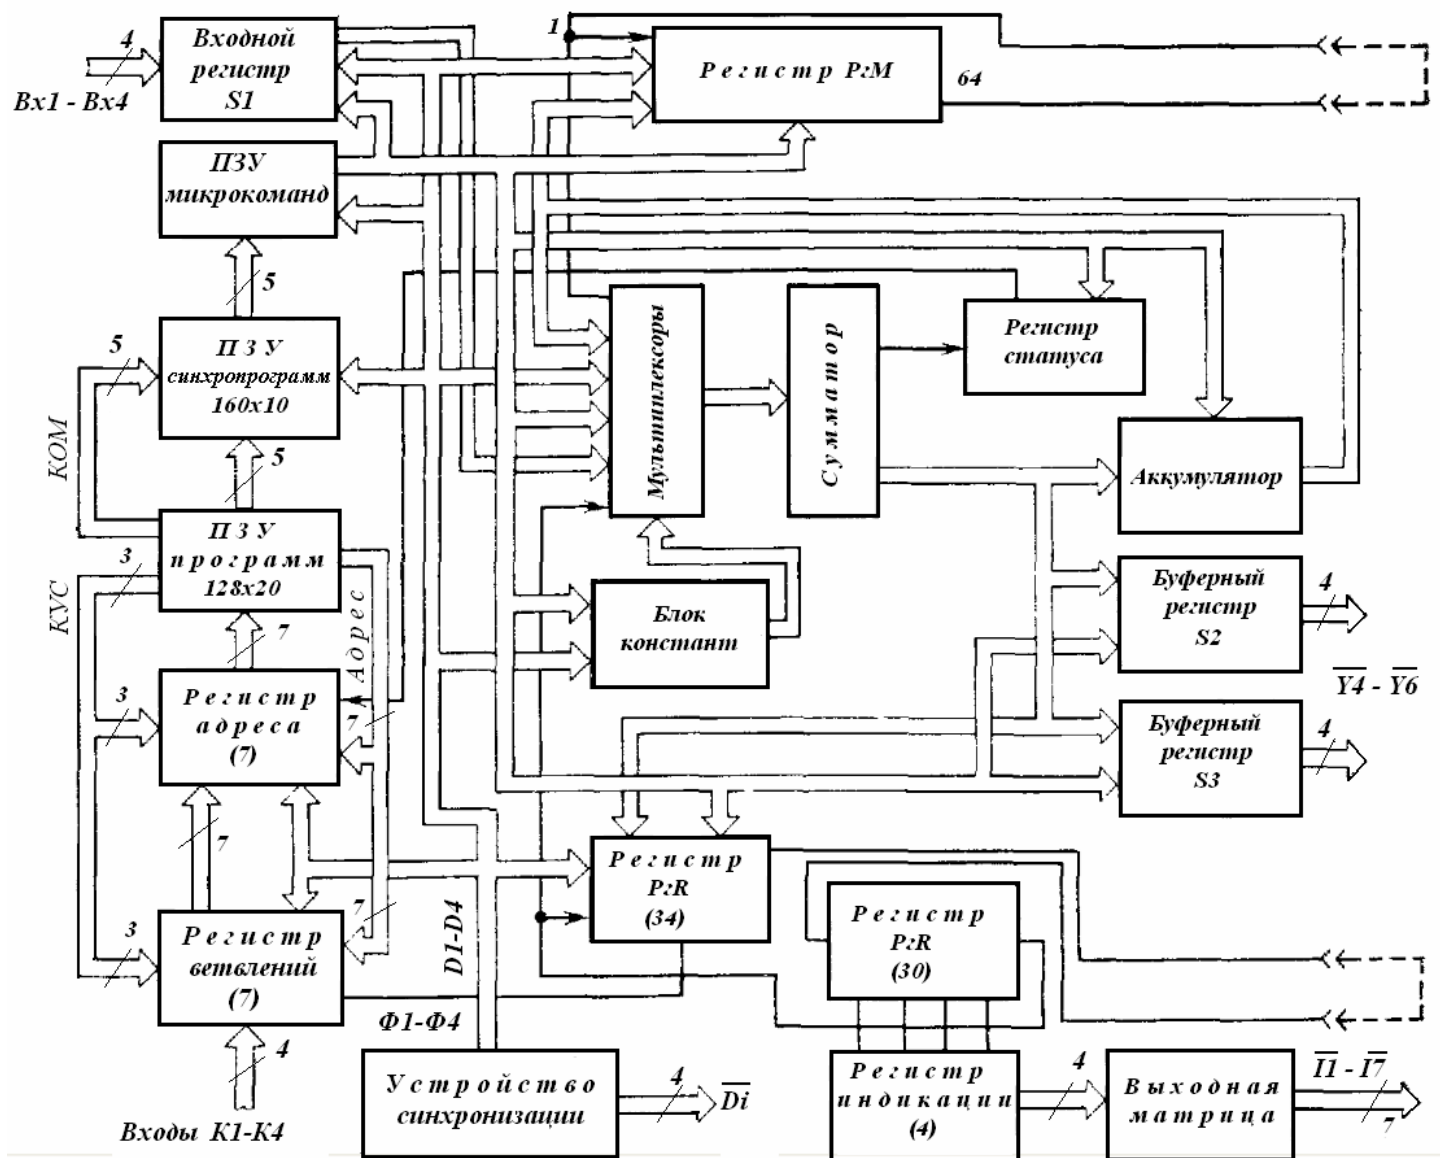 4
Входной
регистр
S1
Вх1 - Вх4
1
Регистр РгМ
64
ПЗУ
микрокоманд
5
5
ПЗУ
синхропрограмм
160x10
КОМ
5
Мультиплексоры
Сумматор
Регистр
статуса
Аккумулятор
ПЗУ
программ
128x20
3
КУС
Адрес
7
Блок
констант
Буферный
регистр
S2
4
Y4 - Y6
Регистр
адреса
(7)
3
7
Буферный
регистр
S3
4
7
Регистр
РгR
(34)
Регистр
РгR
(30)
3
7
D1-D4
Регистр
ветвлений
(7)
Ф1-Ф4
4
Входы К1-К4
Устройство
синхронизации
4
Di
Регистр
индикации
(4)
4
Выходная
матрица
I1 - I7
7